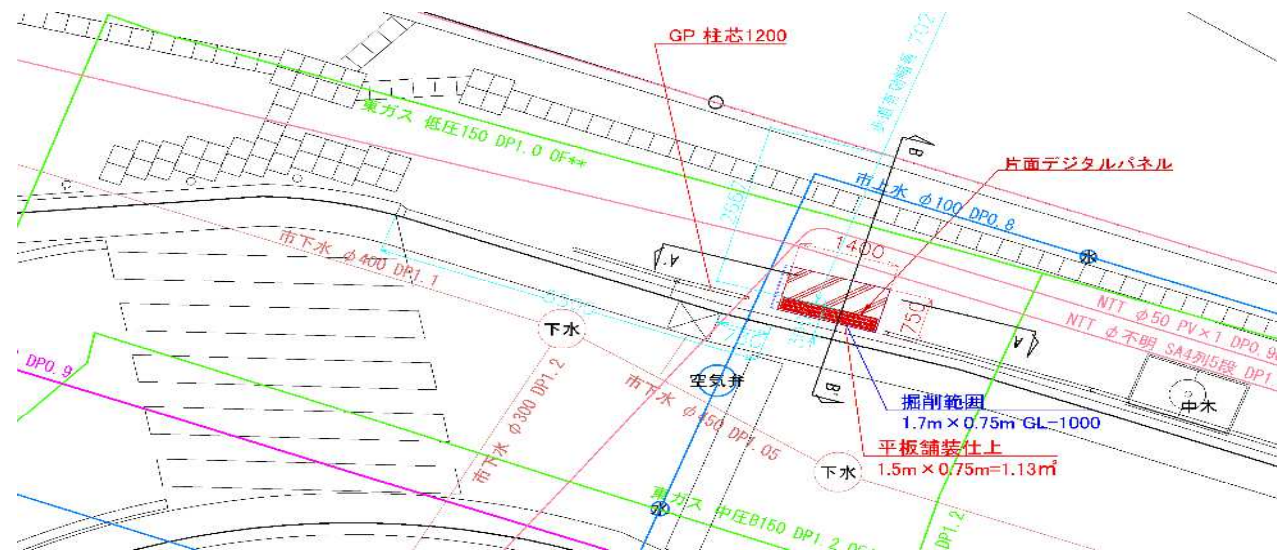 GP 柱芯1200
東ガス 低圧150 DP1.0 OF**
B'
片面デジタルパネル
市上水 φ100 DP0.8
2560
1400
水
A'
市下水 φ400 DP1.1
NTT φ50 PV×1 DP0.9
NTT φ不明 SA4列5段 DP1.
750
A
下水
DP0.9
空気弁
B'
中木
掘削範囲
1.7m×0.75m GL-1000
平板舗装仕上
1.5m×0.75m=1.13㎡
市下水 φ300 DP1.2
市下水 φ450 DP1.05
下水
水
東ガス 中圧B150 DP1.2
DP1.2